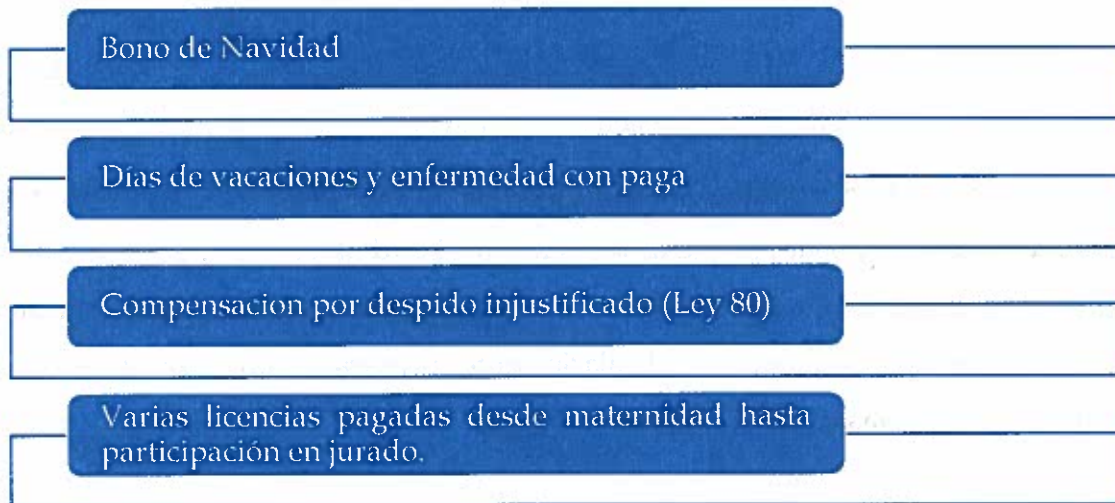 Bono de Navidad
Días de vacaciones y enfermedad con paga
Compensacion por despido injustificado (Ley 80)
Varias licencias pagadas desde maternidad hasta
participación en jurado.